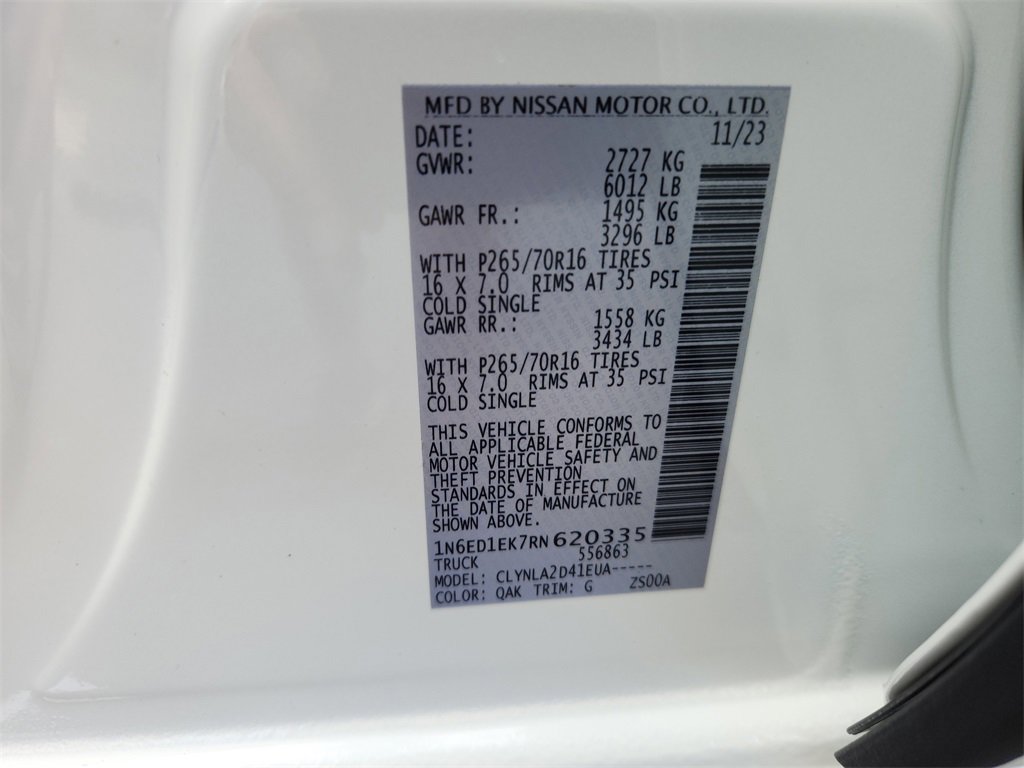 MFD BY NISSAN MOTOR CO., LTD.
DATE: 11/23
GVWR: 2727 KG
6012 LB
GAWR FR.: 1495 KG
3296 LB
WITH P265/70R16 TIRES
16 X 7.0 RIMS AT 35 PSI
COLD SINGLE
GAWR RR.: 1558 KG
3434 LB
WITH P265/70R16 TIRES
16 X 7.0 RIMS AT 35 PSI
COLD SINGLE
THIS VEHICLE CONFORMS TO
ALL APPLICABLE FEDERAL
MOTOR VEHICLE SAFETY AND
THEFT PREVENTION
STANDARDS IN EFFECT ON
THE DATE OF MANUFACTURE
SHOWN ABOVE.
1N6ED1EK7RN620335
TRUCK 556863
MODEL: CLYNLA2D41EUA-----
COLOR: QAK TRIM: G ZS00A